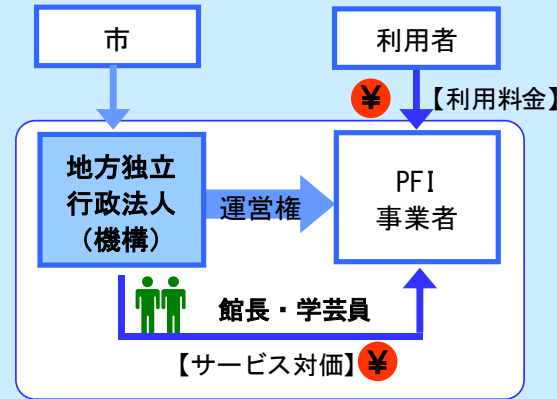 市
利用者
¥
【利用料金】
地方独立
行政法人
（機構）
運営権
PFI
事業者
館長・学芸員
【サービス対価】
¥